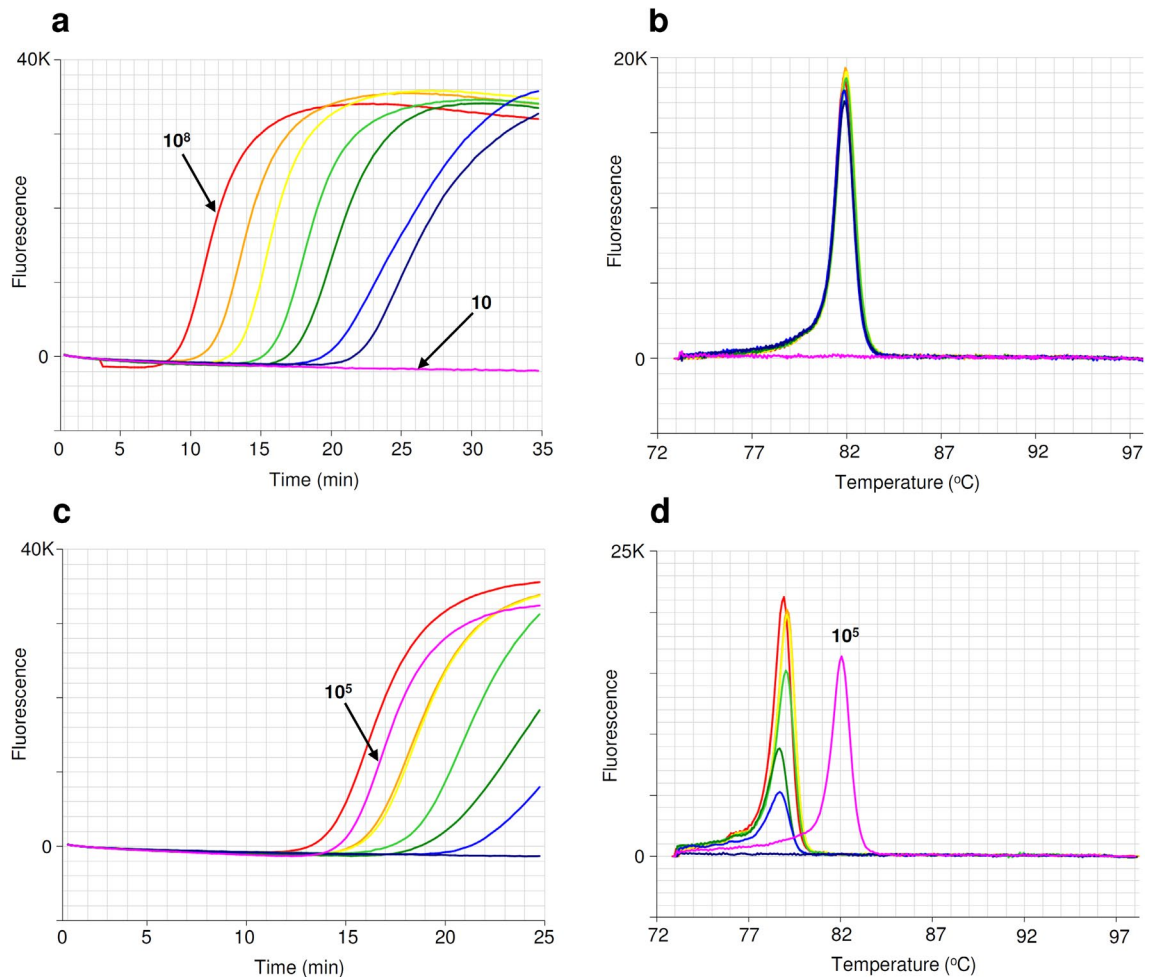 a
40K
10⁸
10
Fluorescence
0
0 5 10 15 20 25 30 35
Time (min)
b
20K
Fluorescence
0
72 77 82 87 92 97
Temperature (ºC)
c
40K
10⁵
Fluorescence
0
0 5 10 15 20 25
Time (min)
d
25K
10⁵
Fluorescence
0
72 77 82 87 92 97
Temperature (ºC)